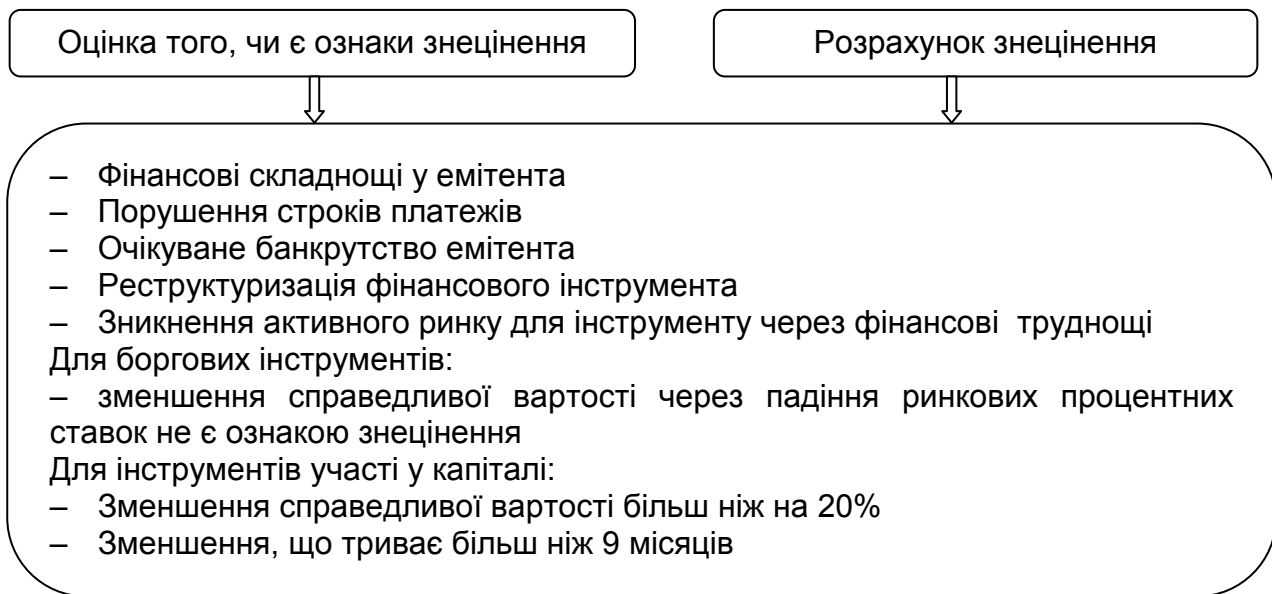 Оцінка того, чи є ознаки знецінення
Розрахунок знецінення
– Фінансові складнощі у емітента
– Порушення строків платежів
– Очікуване банкрутство емітента
– Реструктуризація фінансового інструмента
– Зникнення активного ринку для інструменту через фінансові труднощі
Для боргових інструментів:
– зменшення справедливої вартості через падіння ринкових процентних
ставок не є ознакою знецінення
Для інструментів участі у капіталі:
– Зменшення справедливої вартості більш ніж на 20%
– Зменшення, що триває більш ніж 9 місяців